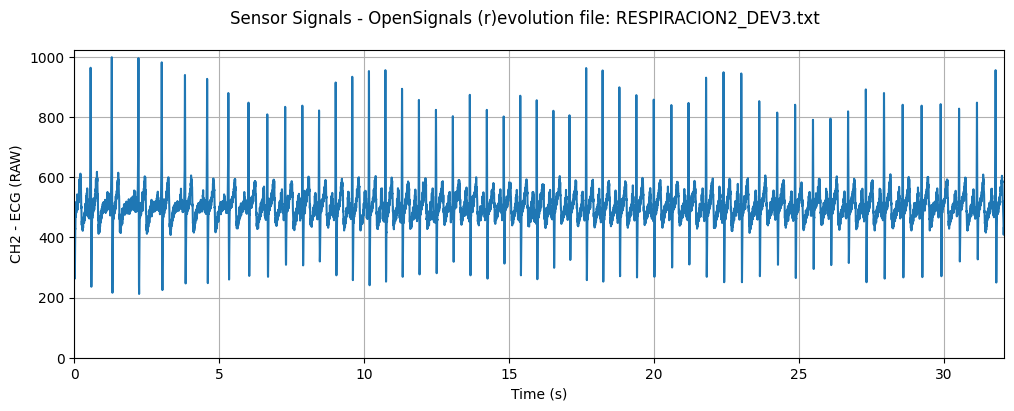 Sensor Signals - OpenSignals (r)evolution file: RESPIRACION2_DEV3.txt
CH2 - ECG (RAW)
1000
800
600
400
200
0
0 5 10 15 20 25 30
Time (s)